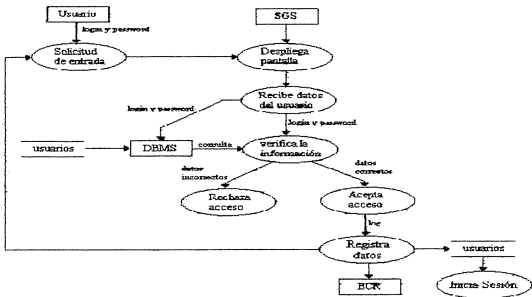 Usuario
SGS
login y password
Solicitud
de entrada
Despliega
pantalla
Recibe datos
del usuario
login y password
login y password
usuarios
DBMS
consulta
verifica la
información
datos
incorrectos
datos
correctos
Rechaza
acceso
Acepta
acceso
log
Registra
datos
usuarios
BCR
Inicia Sesión